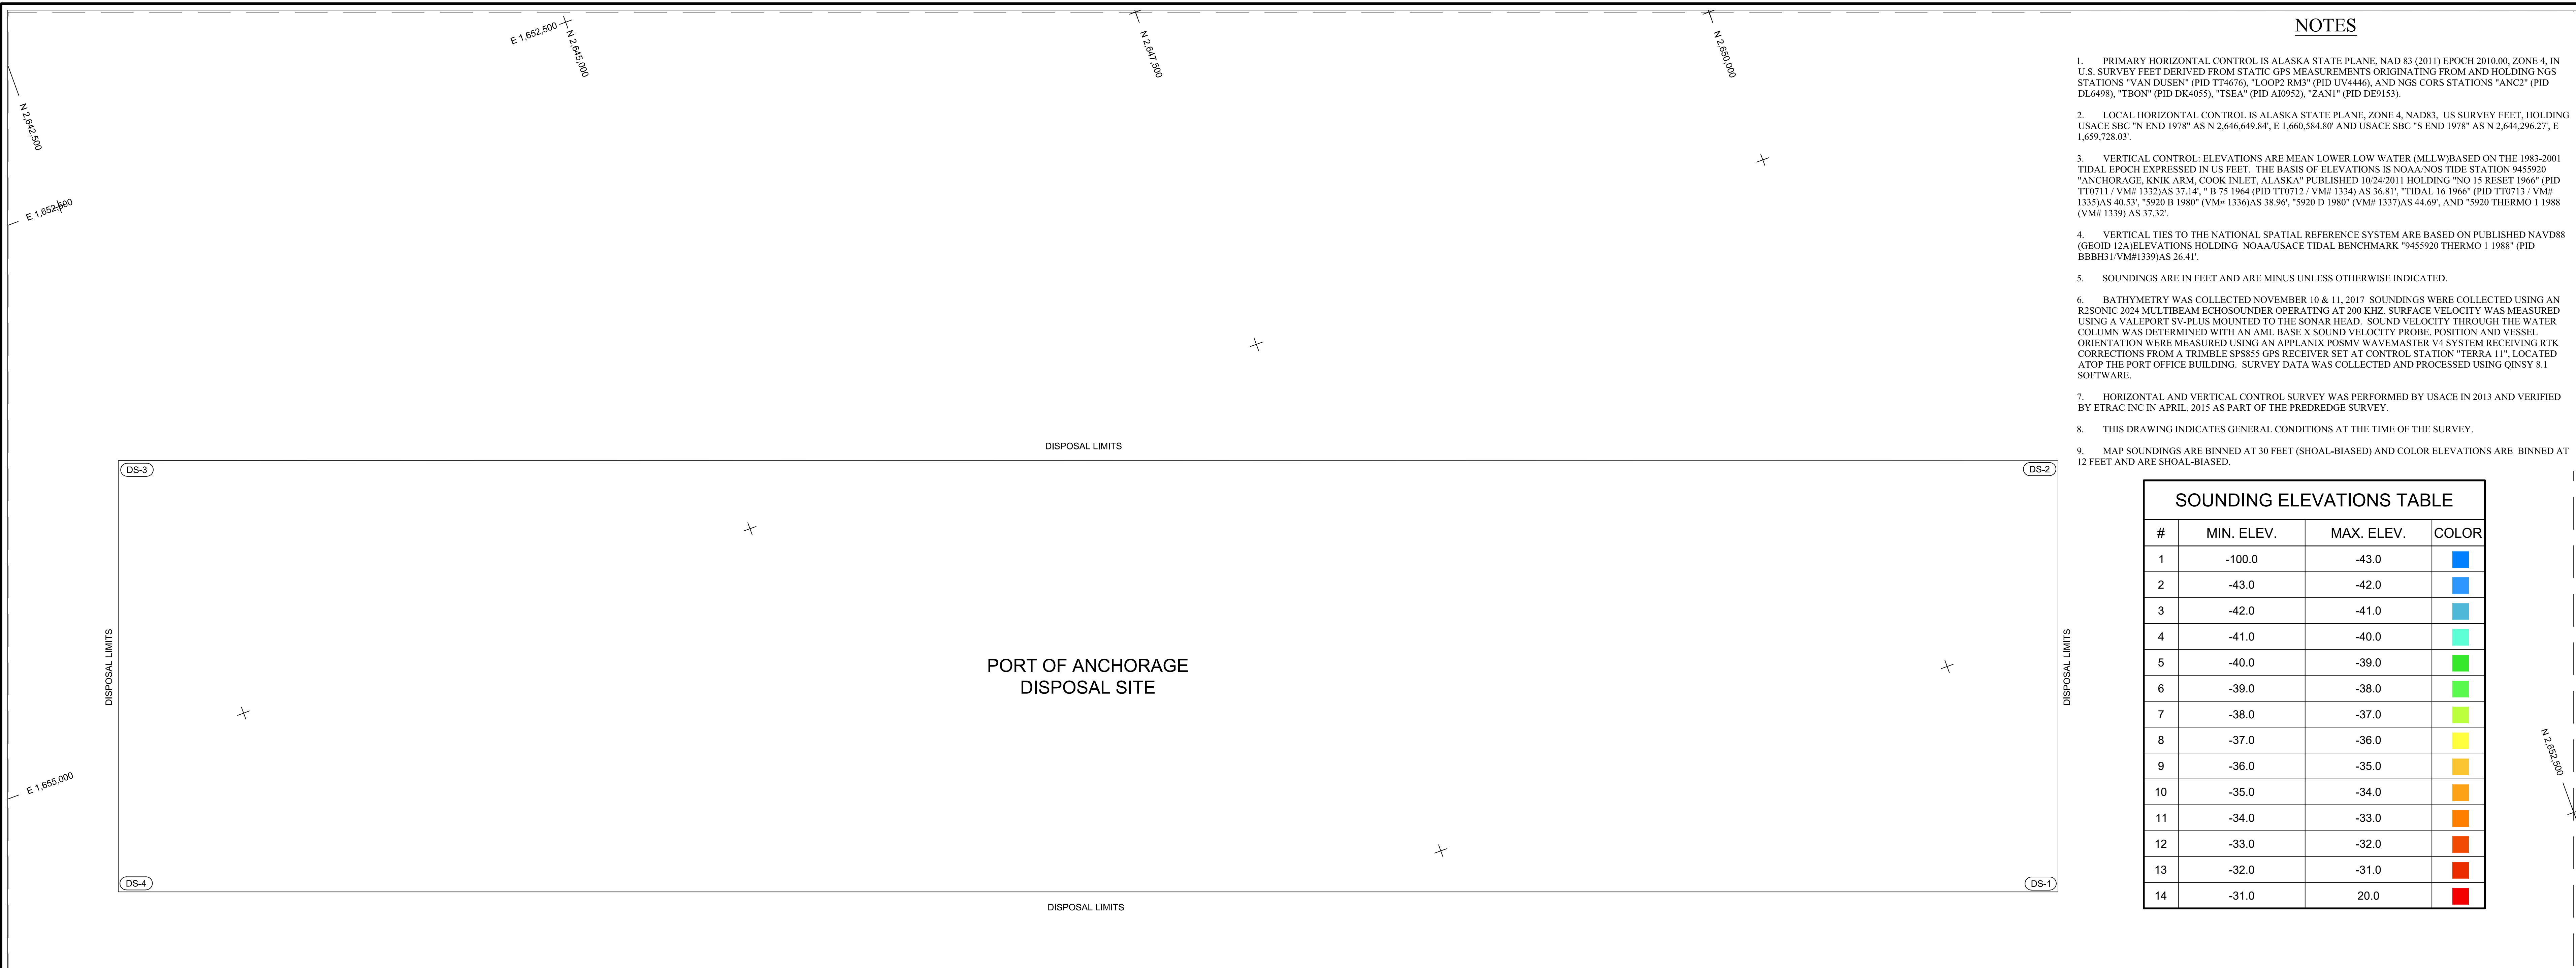 E 1,652,500
N 2,645,000
N 2,647,500
N 2,650,000
N 2,642,500
E 1,652,500
DISPOSAL LIMITS
DS-3
DS-2
DISPOSAL LIMITS
PORT OF ANCHORAGE
DISPOSAL SITE
DISPOSAL LIMITS
E 1,655,000
DS-4
DS-1
DISPOSAL LIMITS
NOTES
1. PRIMARY HORIZONTAL CONTROL IS ALASKA STATE PLANE, NAD 83 (2011) EPOCH 2010.00, ZONE 4, IN
U.S. SURVEY FEET DERIVED FROM STATIC GPS MEASUREMENTS ORIGINATING FROM AND HOLDING NGS
STATIONS "VAN DUSEN" (PID TT4676), "LOOP2 RM3" (PID UV4446), AND NGS CORS STATIONS "ANC2" (PID
DL6498), "TBON" (PID DK4055), "TSEA" (PID AI0952), "ZAN1" (PID DE9153).
2. LOCAL HORIZONTAL CONTROL IS ALASKA STATE PLANE, ZONE 4, NAD83, US SURVEY FEET, HOLDING
USACE SBC "N END 1978" AS N 2,646,649.84', E 1,660,584.80' AND USACE SBC "S END 1978" AS N 2,644,296.27', E
1,659,728.03'.
3. VERTICAL CONTROL: ELEVATIONS ARE MEAN LOWER LOW WATER (MLLW)BASED ON THE 1983-2001
TIDAL EPOCH EXPRESSED IN US FEET. THE BASIS OF ELEVATIONS IS NOAA/NOS TIDE STATION 9455920
"ANCHORAGE, KNIK ARM, COOK INLET, ALASKA" PUBLISHED 10/24/2011 HOLDING "NO 15 RESET 1966" (PID
TT0711 / VM# 1332)AS 37.14', " B 75 1964 (PID TT0712 / VM# 1334) AS 36.81', "TIDAL 16 1966" (PID TT0713 / VM#
1335)AS 40.53', "5920 B 1980" (VM# 1336)AS 38.96', "5920 D 1980" (VM# 1337)AS 44.69', AND "5920 THERMO 1 1988
(VM# 1339) AS 37.32'.
4. VERTICAL TIES TO THE NATIONAL SPATIAL REFERENCE SYSTEM ARE BASED ON PUBLISHED NAVD88
(GEOID 12A)ELEVATIONS HOLDING NOAA/USACE TIDAL BENCHMARK "9455920 THERMO 1 1988" (PID
BBBH31/VM#1339)AS 26.41'.
5. SOUNDINGS ARE IN FEET AND ARE MINUS UNLESS OTHERWISE INDICATED.
6. BATHYMETRY WAS COLLECTED NOVEMBER 10 & 11, 2017 SOUNDINGS WERE COLLECTED USING AN
R2SONIC 2024 MULTIBEAM ECHOSOUNDER OPERATING AT 200 KHZ. SURFACE VELOCITY WAS MEASURED
USING A VALEPORT SV-PLUS MOUNTED TO THE SONAR HEAD. SOUND VELOCITY THROUGH THE WATER
COLUMN WAS DETERMINED WITH AN AML BASE X SOUND VELOCITY PROBE. POSITION AND VESSEL
ORIENTATION WERE MEASURED USING AN APPLANIX POSMV WAVEMASTER V4 SYSTEM RECEIVING RTK
CORRECTIONS FROM A TRIMBLE SPS855 GPS RECEIVER SET AT CONTROL STATION "TERRA 11", LOCATED
ATOP THE PORT OFFICE BUILDING. SURVEY DATA WAS COLLECTED AND PROCESSED USING QINSY 8.1
SOFTWARE.
7. HORIZONTAL AND VERTICAL CONTROL SURVEY WAS PERFORMED BY USACE IN 2013 AND VERIFIED
BY ETRAC INC IN APRIL, 2015 AS PART OF THE PREDREDGE SURVEY.
8. THIS DRAWING INDICATES GENERAL CONDITIONS AT THE TIME OF THE SURVEY.
9. MAP SOUNDINGS ARE BINNED AT 30 FEET (SHOAL-BIASED) AND COLOR ELEVATIONS ARE BINNED AT
12 FEET AND ARE SHOAL-BIASED.
SOUNDING ELEVATIONS TABLE
# MIN. ELEV. MAX. ELEV. COLOR
1 -100.0 -43.0
2 -43.0 -42.0
3 -42.0 -41.0
4 -41.0 -40.0
5 -40.0 -39.0
6 -39.0 -38.0
7 -38.0 -37.0
8 -37.0 -36.0
9 -36.0 -35.0
10 -35.0 -34.0
11 -34.0 -33.0
12 -33.0 -32.0
13 -32.0 -31.0
14 -31.0 20.0
N 2,652,500